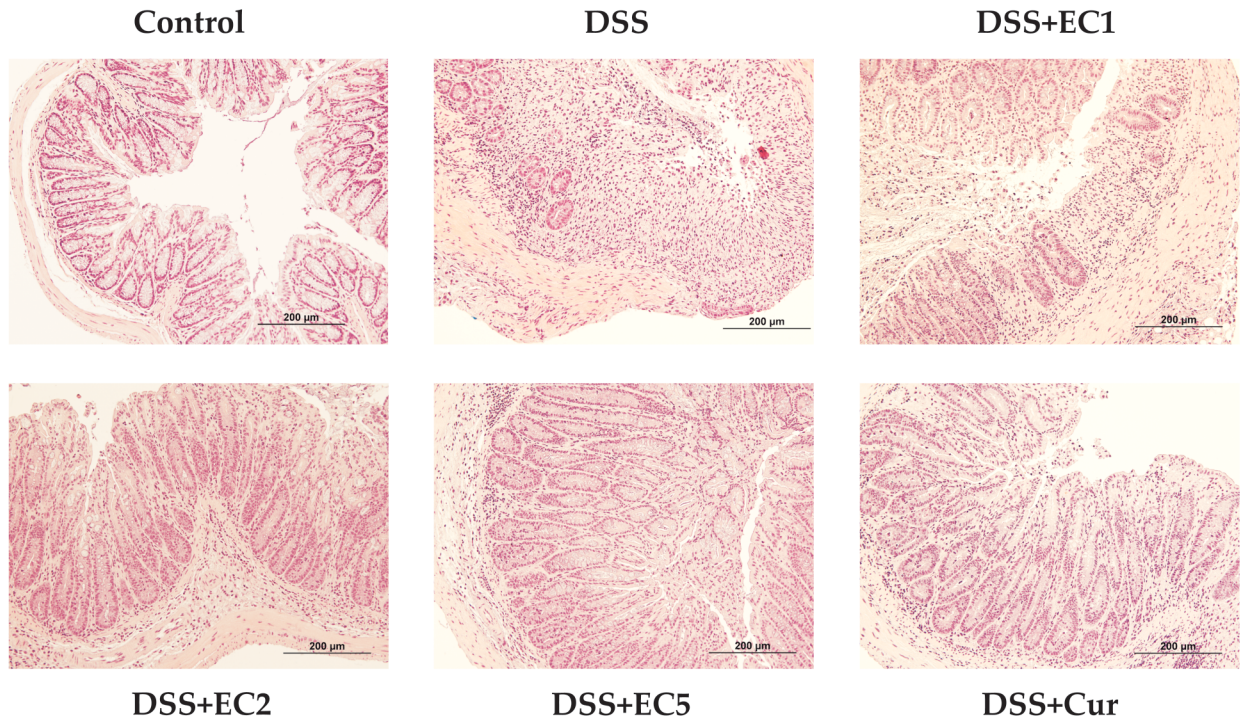 Control DSS DSS+EC1
200 µm 200 µm 200 µm
200 µm 200 µm 200 µm
DSS+EC2 DSS+EC5 DSS+Cur